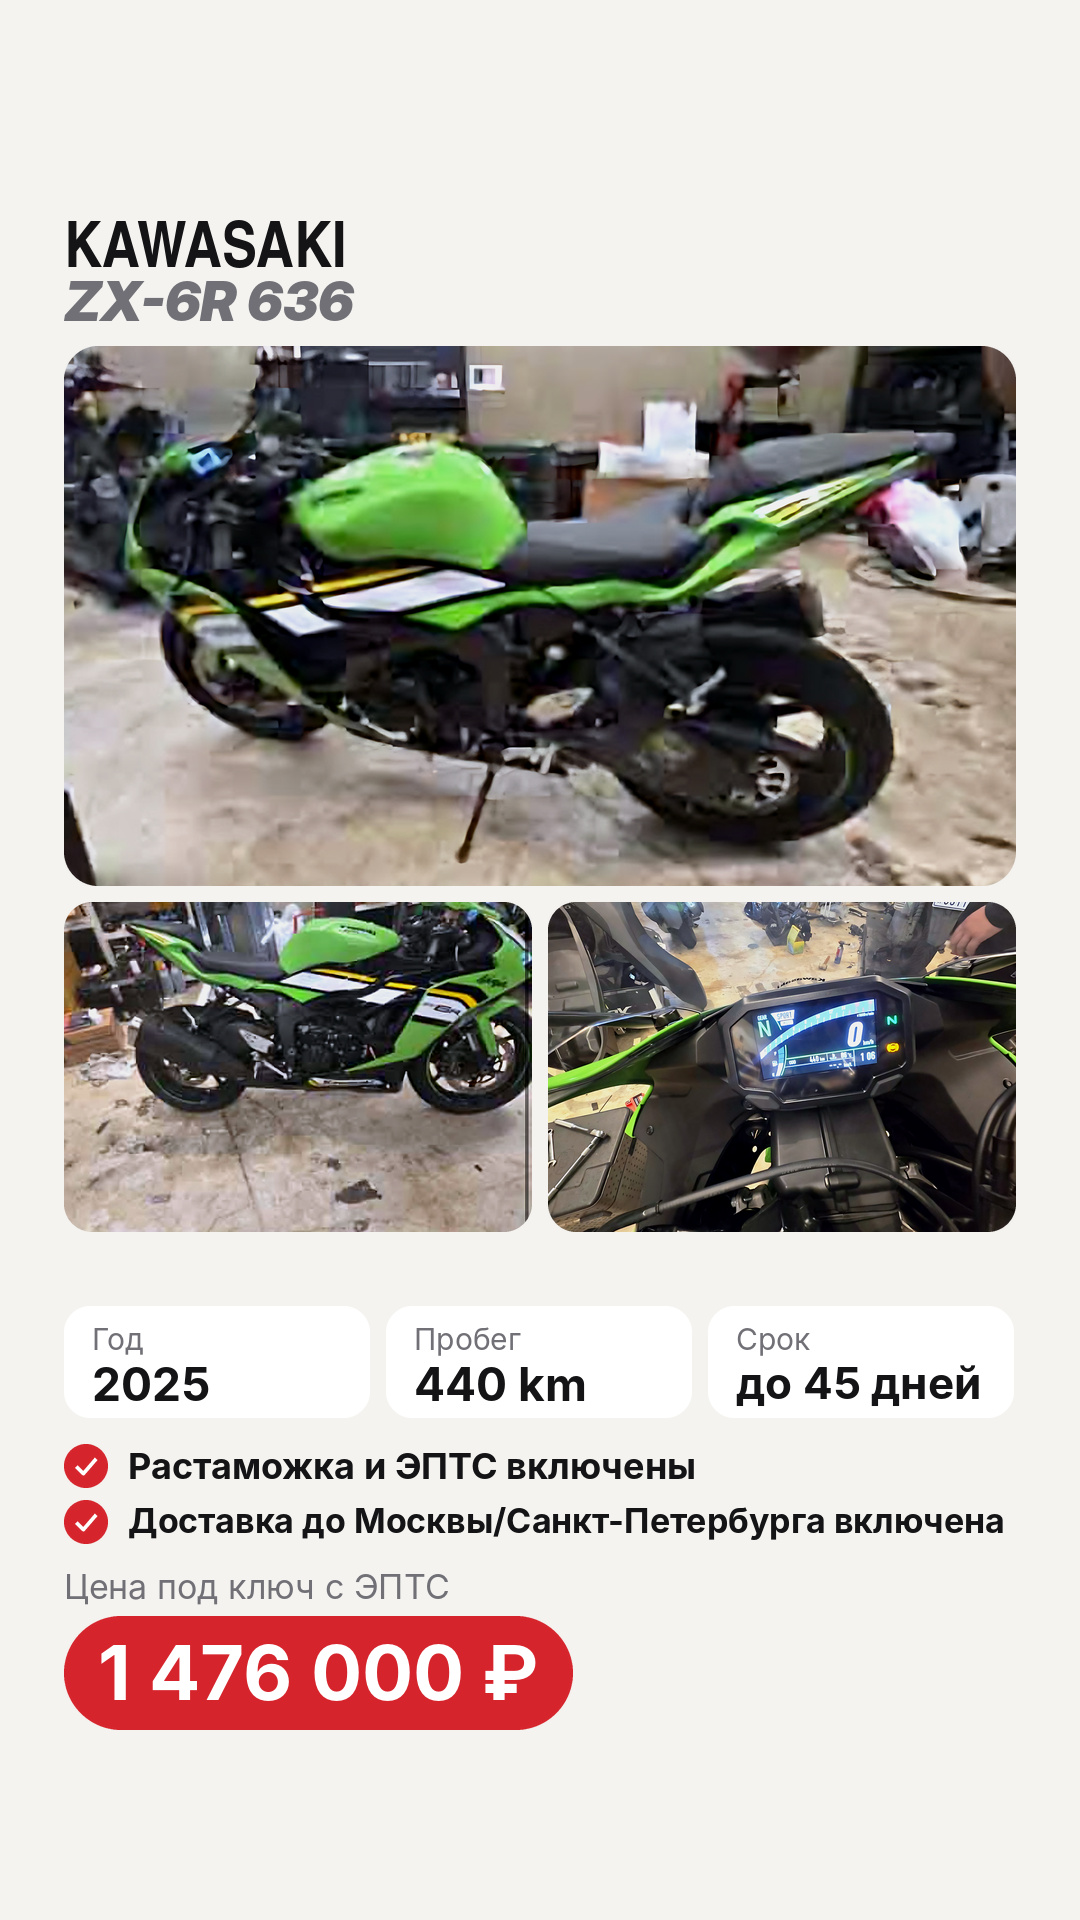 KAWASAKI
ZX-6R 636
Год
2025
Пробег
440 km
Срок
до 45 дней
Растаможка и ЭПТС включены
Доставка до Москвы/Санкт-Петербурга включена
Цена под ключ с ЭПТС
1 476 000 ₽